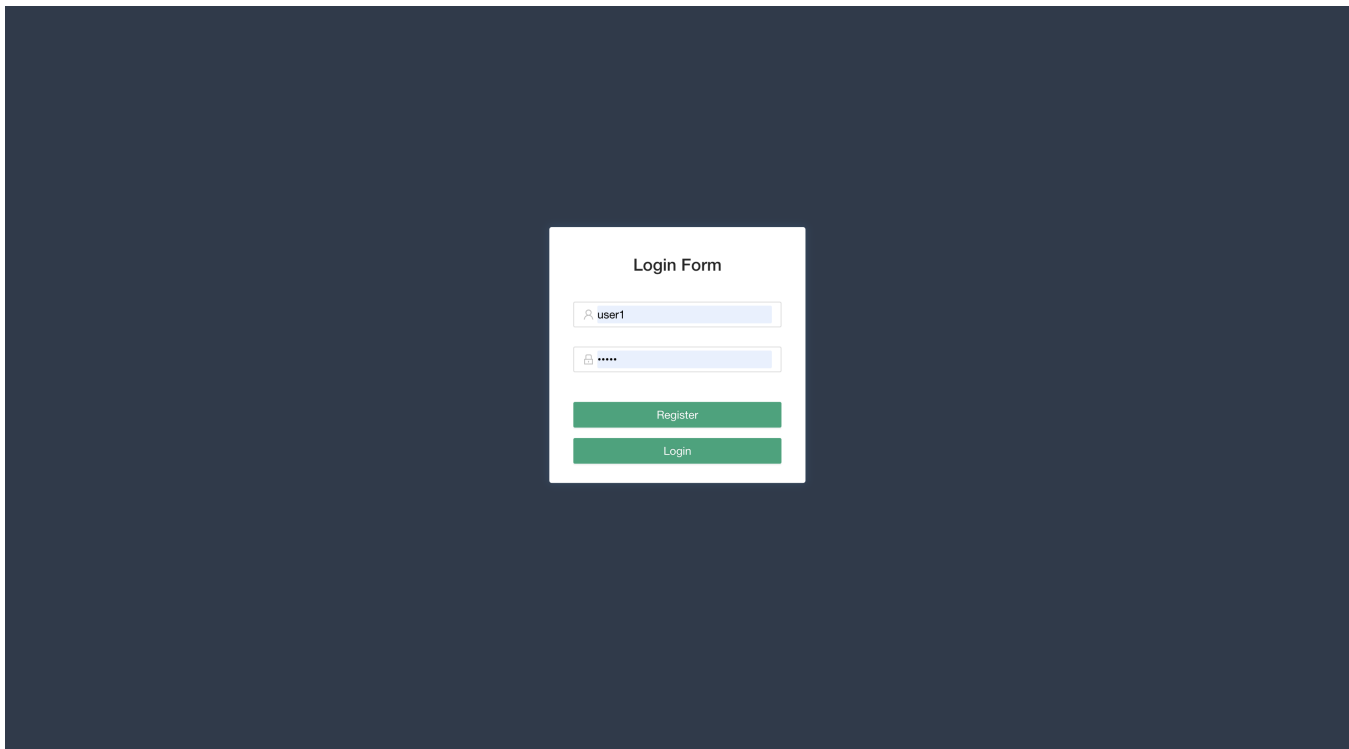 Login Form
user1
•••••
Register
Login